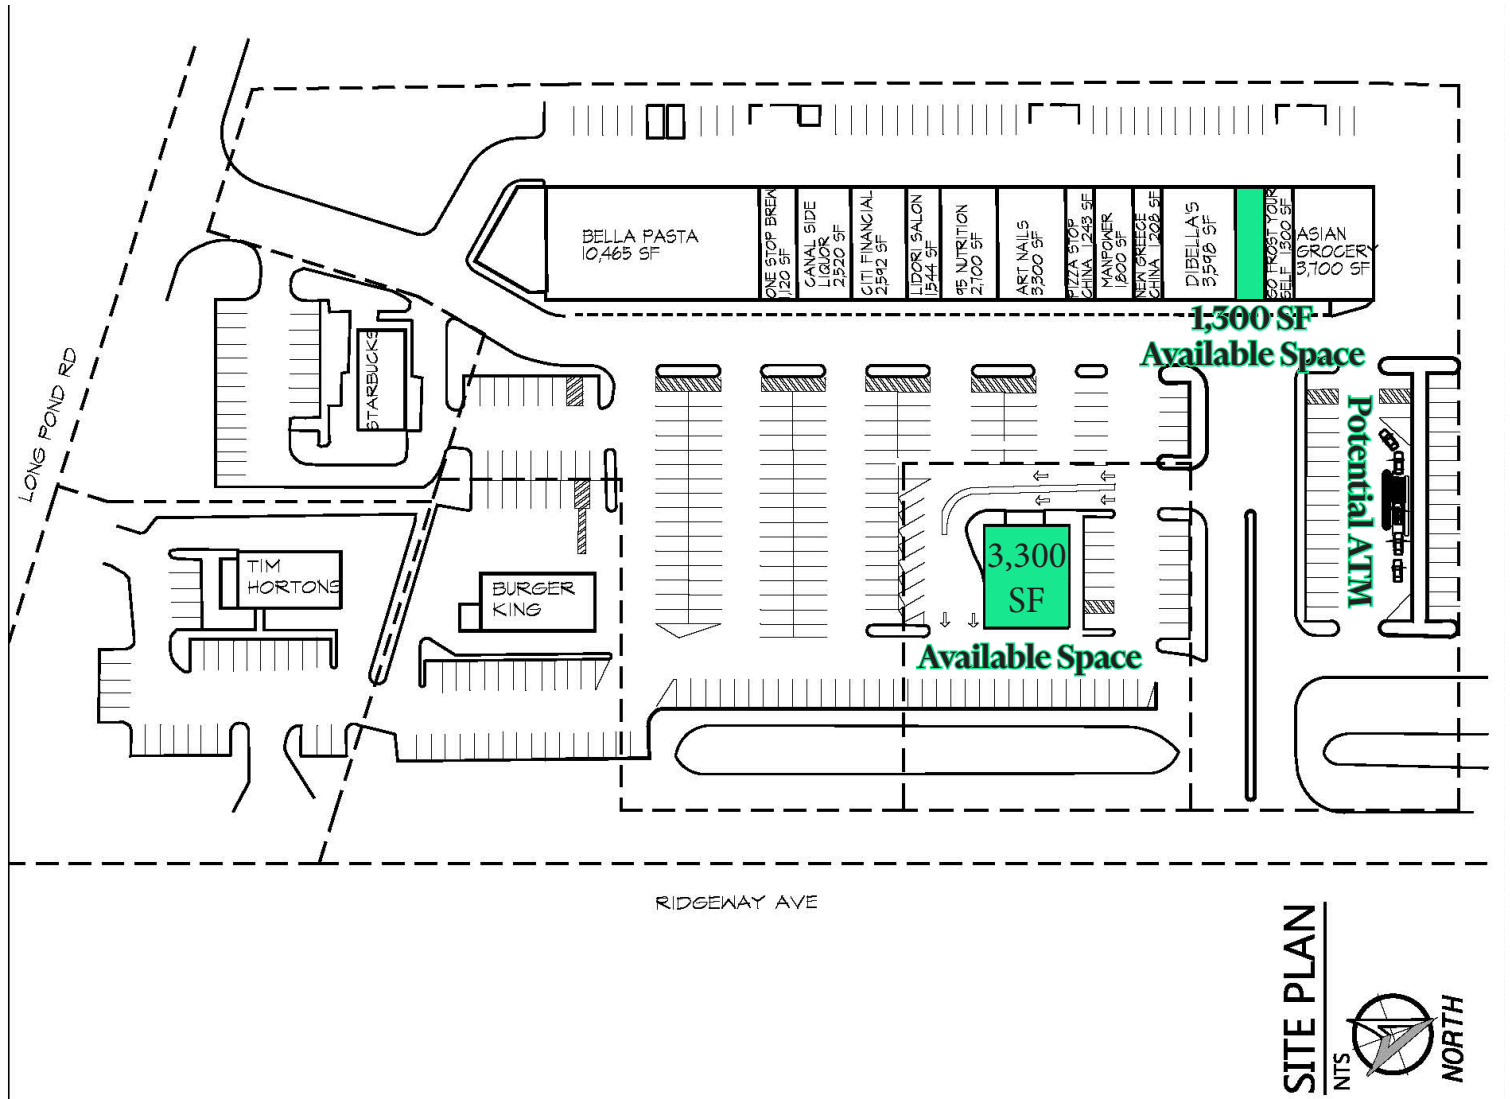 BELLA PASTA
10,465 SF
ONE STOP BREW
1,120 SF
CANAL SIDE
LIQUOR
2,520 SF
CITI FINANCIAL
2,592 SF
LIDORI SALON
1,544 SF
95 NUTRITION
2,700 SF
ART NAILS
3,300 SF
PIZZA STOP
CHINA 1,243 SF
MANPOWER
1,800 SF
NEW GREECE
CHINA 1,208 SF
DIBELLA'S
3,598 SF
GO FROST YOUR
SELF 1,300 SF
ASIAN
GROCERY
3,700 SF
1,300 SF
Available Space
STARBUCKS
LONG POND RD
Potential ATM
TIM
HORTONS
BURGER
KING
3,300
SF
Available Space
RIDGEWAY AVE
SITE PLAN
NTS
NORTH